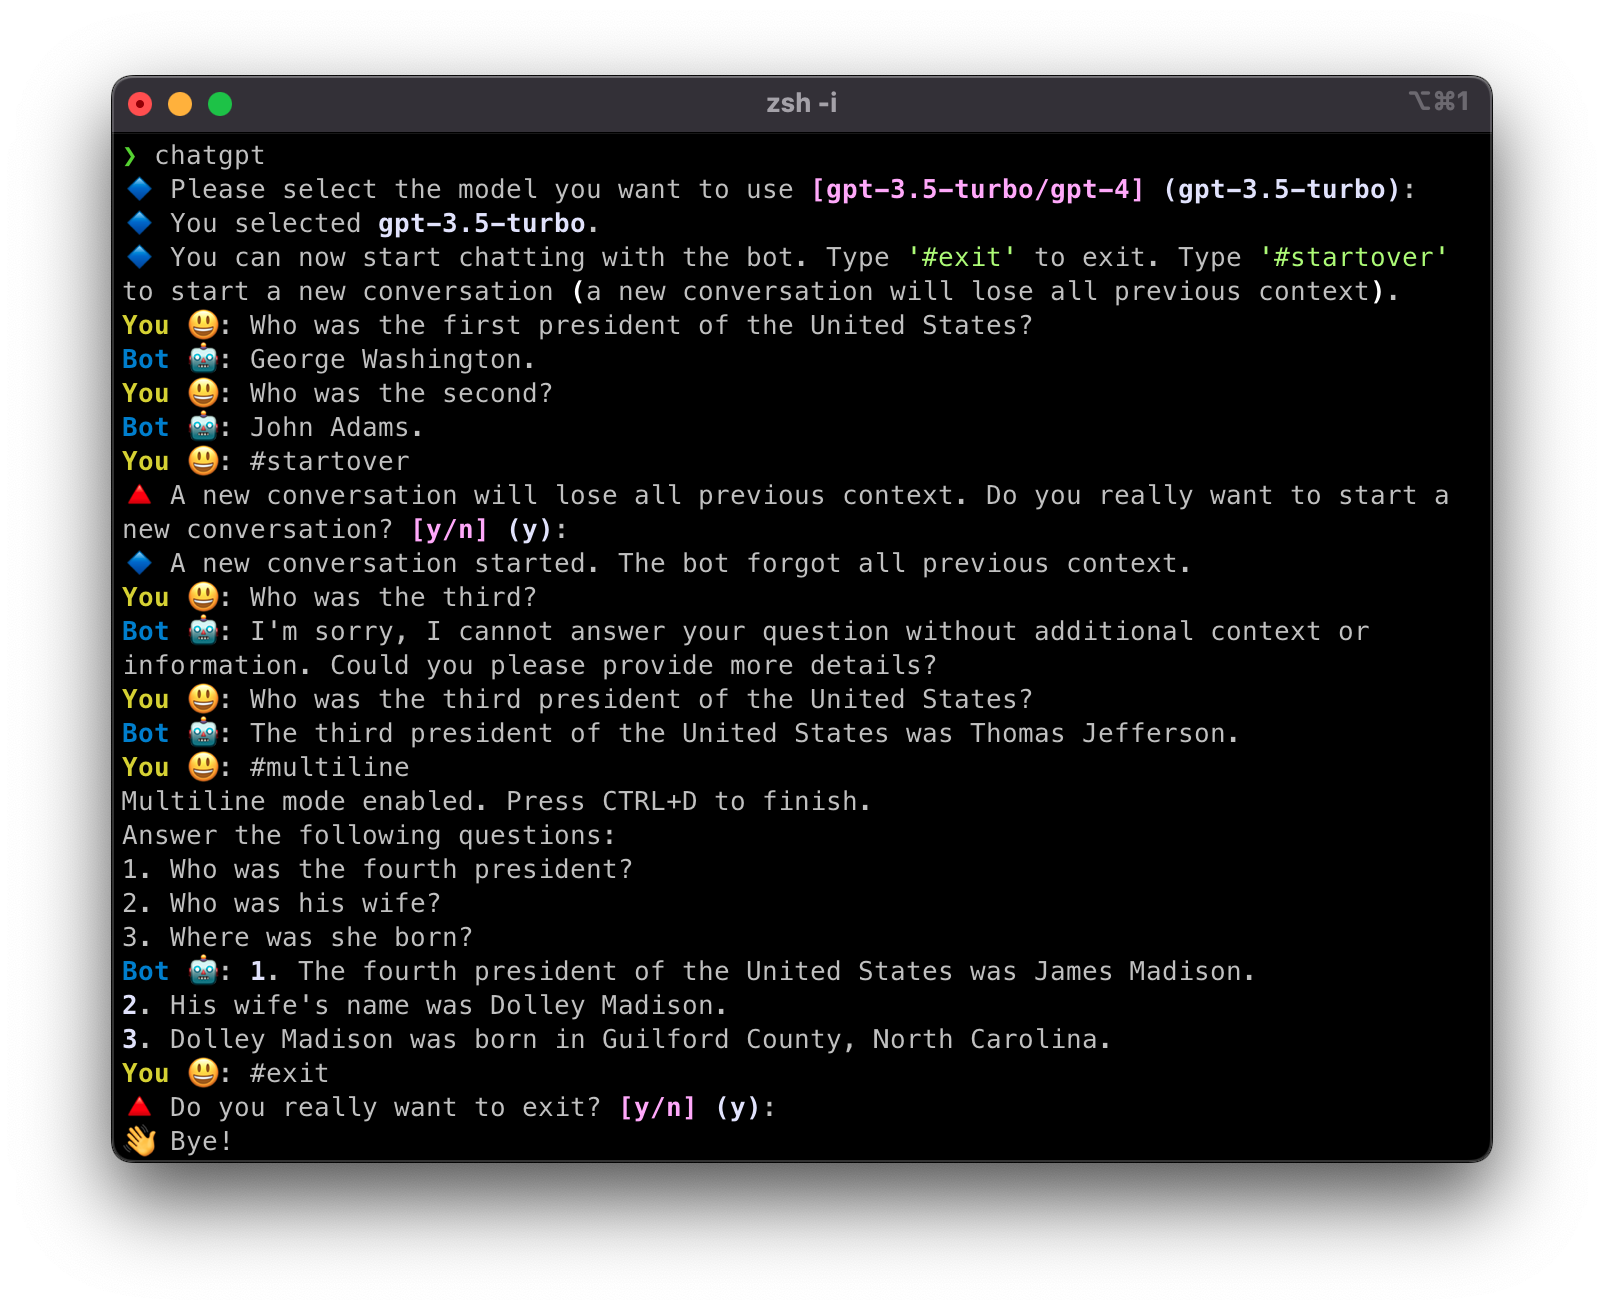 zsh -i
⌥⌘1
❯ chatgpt
🔷 Please select the model you want to use [gpt-3.5-turbo/gpt-4] (gpt-3.5-turbo):
🔷 You selected gpt-3.5-turbo.
🔷 You can now start chatting with the bot. Type '#exit' to exit. Type '#startover'
to start a new conversation (a new conversation will lose all previous context).
You 😃: Who was the first president of the United States?
Bot 🤖: George Washington.
You 😃: Who was the second?
Bot 🤖: John Adams.
You 😃: #startover
🔺 A new conversation will lose all previous context. Do you really want to start a
new conversation? [y/n] (y):
🔷 A new conversation started. The bot forgot all previous context.
You 😃: Who was the third?
Bot 🤖: I'm sorry, I cannot answer your question without additional context or
information. Could you please provide more details?
You 😃: Who was the third president of the United States?
Bot 🤖: The third president of the United States was Thomas Jefferson.
You 😃: #multiline
Multiline mode enabled. Press CTRL+D to finish.
Answer the following questions:
1. Who was the fourth president?
2. Who was his wife?
3. Where was she born?
Bot 🤖: 1. The fourth president of the United States was James Madison.
2. His wife's name was Dolley Madison.
3. Dolley Madison was born in Guilford County, North Carolina.
You 😃: #exit
🔺 Do you really want to exit? [y/n] (y):
👋 Bye!